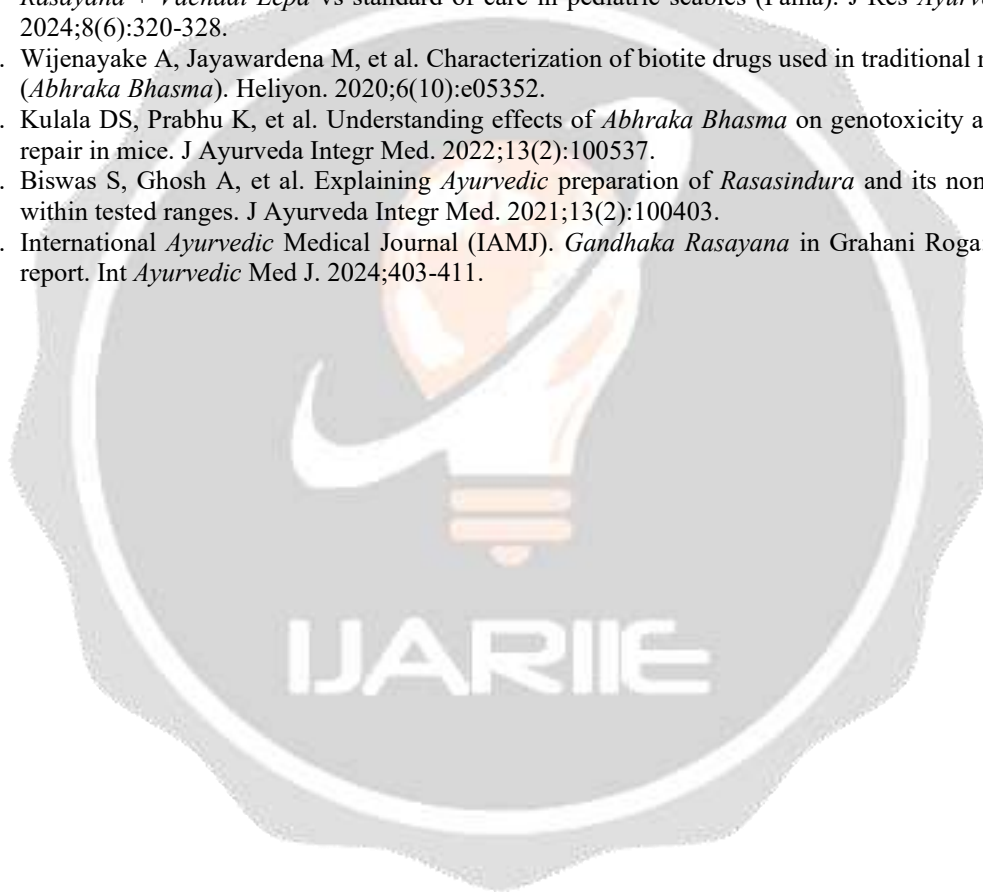 Rasayana + Vachadi Lepa vs standard of care in pediatric scabies (Pama). J Res Ayurv
2024;8(6):320-328.
. Wijenayake A, Jayawardena M, et al. Characterization of biotite drugs used in traditional
(Abhraka Bhasma). Heliyon. 2020;6(10):e05352.
. Kulala DS, Prabhu K, et al. Understanding effects of Abhraka Bhasma on genotoxicity a
repair in mice. J Ayurveda Integr Med. 2022;13(2):100537.
. Biswas S, Ghosh A, et al. Explaining Ayurvedic preparation of Rasasindura and its non
within tested ranges. J Ayurveda Integr Med. 2021;13(2):100403.
. International Ayurvedic Medical Journal (IAMJ). Gandhaka Rasayana in Grahani Roga
report. Int Ayurvedic Med J. 2024;403-411.
IJARIIE